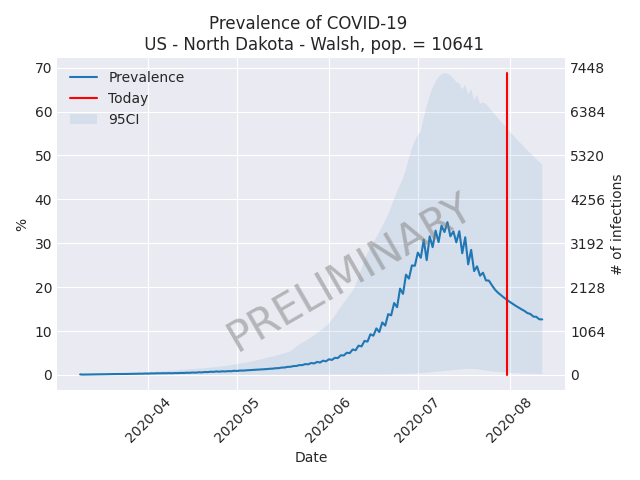 Prevalence of COVID-19
US - North Dakota - Walsh, pop. = 10641
Prevalence
Today
95CI
PRELIMINARY
%
70
60
50
40
30
20
10
0
7448
6384
5320
4256
3192
2128
1064
0
# of infections
2020-04
2020-05
2020-06
2020-07
2020-08
Date